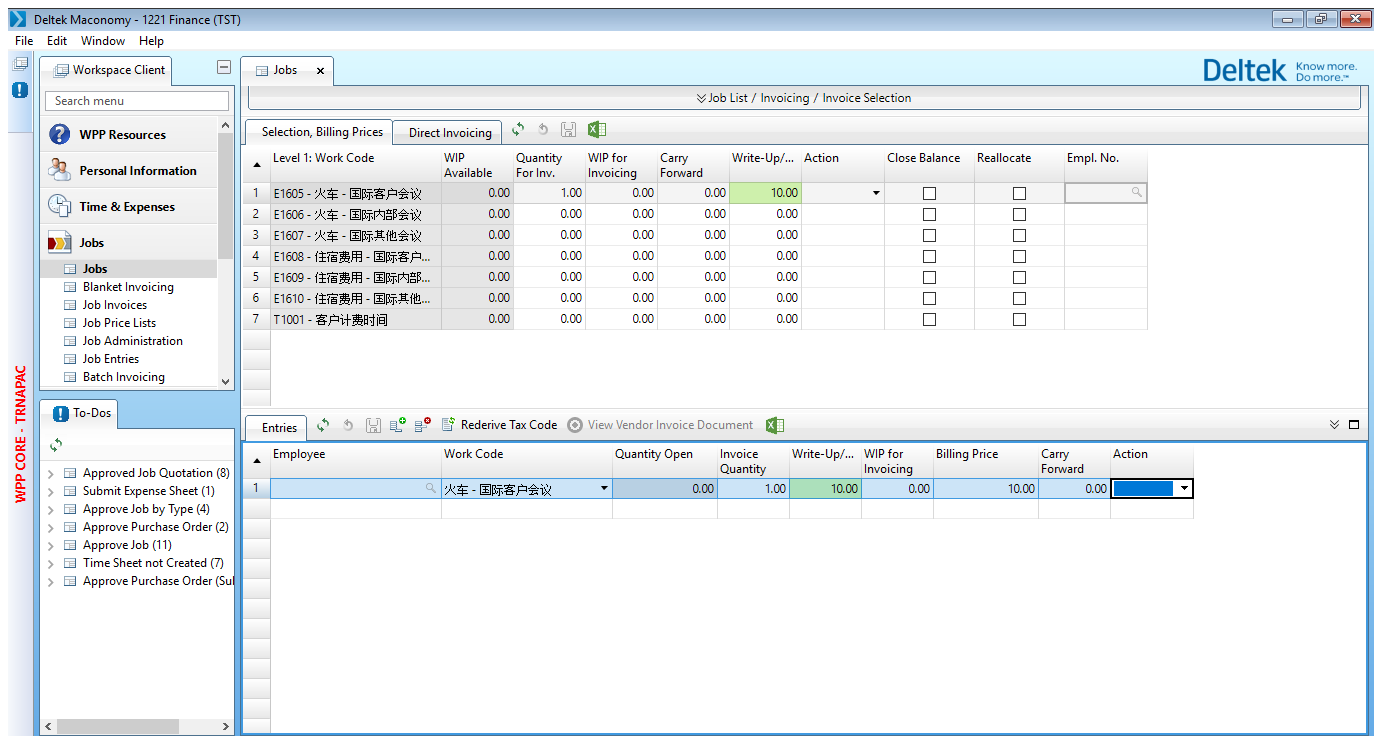 Deltek Maconomy - 1221 Finance (TST)
File Edit Window Help
Workspace Client
Search menu
WPP Resources
Personal Information
Time & Expenses
Jobs
Jobs
Blanket Invoicing
Job Invoices
Job Price Lists
Job Administration
Job Entries
Batch Invoicing
WPP CORE - TRNAPAC
To-Dos
Approved Job Quotation (8)
Submit Expense Sheet (1)
Approve Job by Type (4)
Approve Purchase Order (2)
Approve Job (11)
Time Sheet not Created (7)
Approve Purchase Order (Sul
Jobs
Deltek Know more.
Do more.™
Job List / Invoicing / Invoice Selection
Selection, Billing Prices Direct Invoicing
Level 1: Work Code WIP Quantity WIP for Carry Write-Up/... Action Close Balance Reallocate Empl. No.
Available For Inv. Invoicing Forward
1 E1605 - 火车 - 国际客户会议 0.00 1.00 0.00 0.00 10.00
2 E1606 - 火车 - 国际内部会议 0.00 0.00 0.00 0.00 0.00
3 E1607 - 火车 - 国际其他会议 0.00 0.00 0.00 0.00 0.00
4 E1608 - 住宿费用 - 国际客户... 0.00 0.00 0.00 0.00 0.00
5 E1609 - 住宿费用 - 国际内部... 0.00 0.00 0.00 0.00 0.00
6 E1610 - 住宿费用 - 国际其他... 0.00 0.00 0.00 0.00 0.00
7 T1001 - 客户计费时间 0.00 0.00 0.00 0.00 0.00
Entries Rederive Tax Code View Vendor Invoice Document
Employee Work Code Quantity Open Invoice Write-Up/... WIP for Billing Price Carry Action
Quantity Invoicing Forward
1 火车 - 国际客户会议 0.00 1.00 10.00 0.00 10.00 0.00